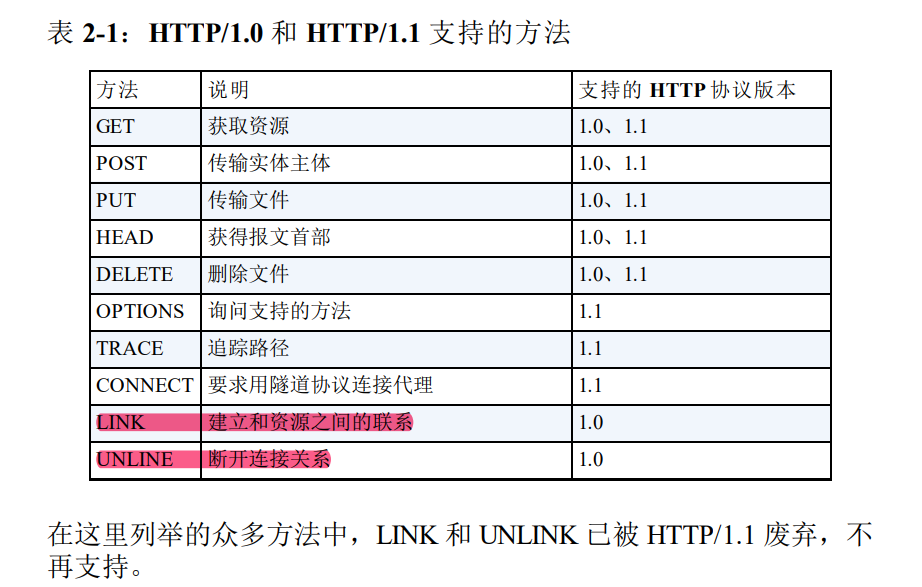 表 2-1：HTTP/1.0 和 HTTP/1.1 支持的方法
方法 说明 支持的 HTTP 协议版本
GET 获取资源 1.0、1.1
POST 传输实体主体 1.0、1.1
PUT 传输文件 1.0、1.1
HEAD 获得报文首部 1.0、1.1
DELETE 删除文件 1.0、1.1
OPTIONS 询问支持的方法 1.1
TRACE 追踪路径 1.1
CONNECT 要求用隧道协议连接代理 1.1
LINK 建立和资源之间的联系 1.0
UNLINE 断开连接关系 1.0
在这里列举的众多方法中，LINK 和 UNLINK 已被 HTTP/1.1 废弃，不
再支持。